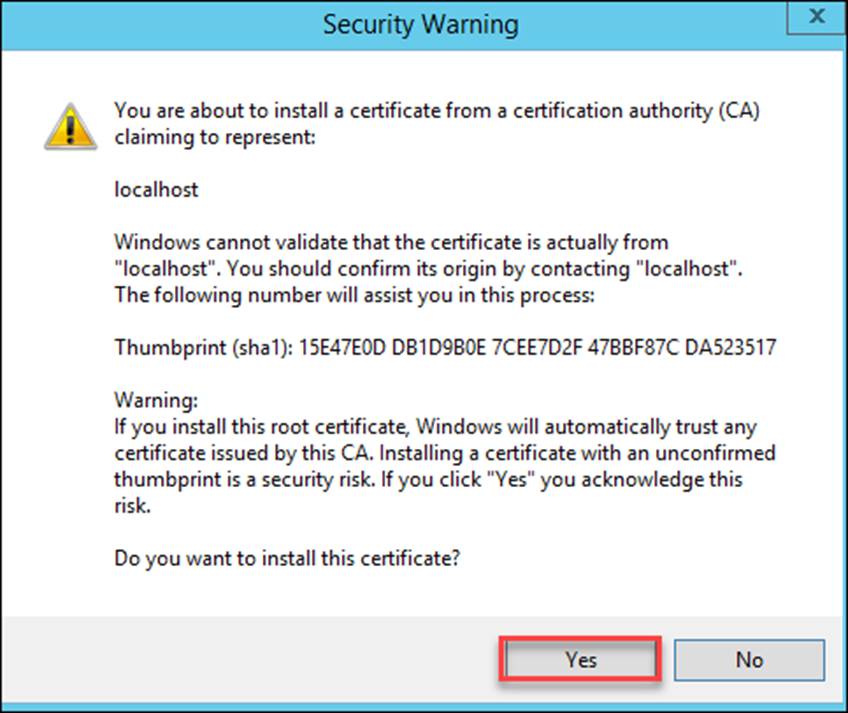 Security Warning
x
You are about to install a certificate from a certification authority (CA)
claiming to represent:
localhost
Windows cannot validate that the certificate is actually from
"localhost". You should confirm its origin by contacting "localhost".
The following number will assist you in this process:
Thumbprint (sha1): 15E47E0D DB1D9B0E 7CEE7D2F 47BBF87C DA523517
Warning:
If you install this root certificate, Windows will automatically trust any
certificate issued by this CA. Installing a certificate with an unconfirmed
thumbprint is a security risk. If you click "Yes" you acknowledge this
risk.
Do you want to install this certificate?
Yes No